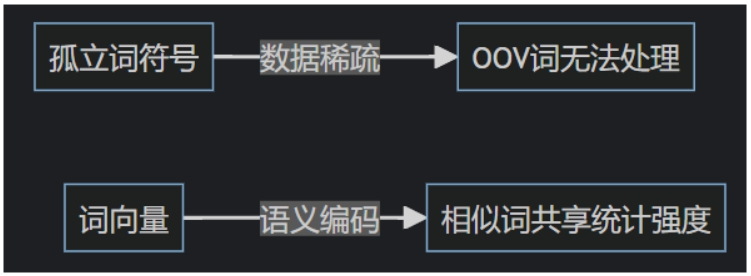 孤立词符号
数据稀疏
OOV词无法处理
词向量
语义编码
相似词共享统计强度